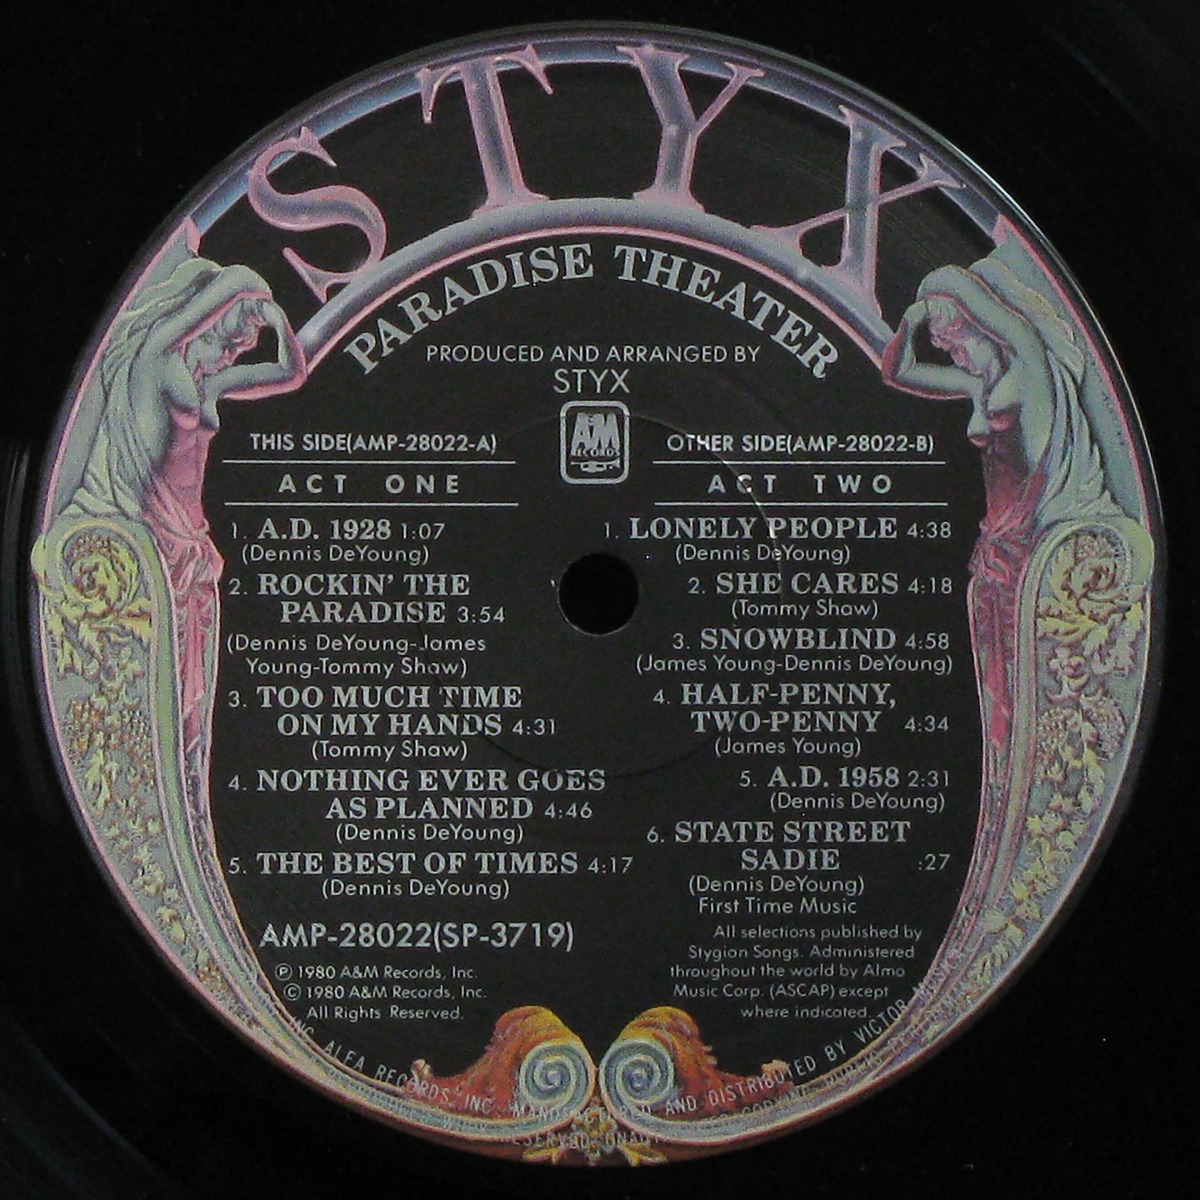 STYX
PARADISE THEATER
PRODUCED AND ARRANGED BY
STYX
A&M
RECORDS
THIS SIDE(AMP-28022-A)
ACT ONE
1. A.D. 1928 1:07
(Dennis DeYoung)
2. ROCKIN' THE
PARADISE 3:54
(Dennis DeYoung-James
Young-Tommy Shaw)
3. TOO MUCH TIME
ON MY HANDS 4:31
(Tommy Shaw)
4. NOTHING EVER GOES
AS PLANNED 4:46
(Dennis DeYoung)
5. THE BEST OF TIMES 4:17
(Dennis DeYoung)
AMP-28022(SP-3719)
℗ 1980 A&M Records, Inc.
© 1980 A&M Records, Inc.
All Rights Reserved.
OTHER SIDE(AMP-28022-B)
ACT TWO
1. LONELY PEOPLE 4:38
(Dennis DeYoung)
2. SHE CARES 4:18
(Tommy Shaw)
3. SNOWBLIND 4:58
(James Young-Dennis DeYoung)
4. HALF-PENNY,
TWO-PENNY 4:34
(James Young)
5. A.D. 1958 2:31
(Dennis DeYoung)
6. STATE STREET
SADIE :27
(Dennis DeYoung)
First Time Music
All selections published by
Stygian Songs. Administered
throughout the world by Almo
Music Corp. (ASCAP) except
where indicated.
INC. ALFA RECORDS, INC. MANUFACTURED AND DISTRIBUTED BY VICTOR
WORK RESERVED. COPYING, PUBLIC